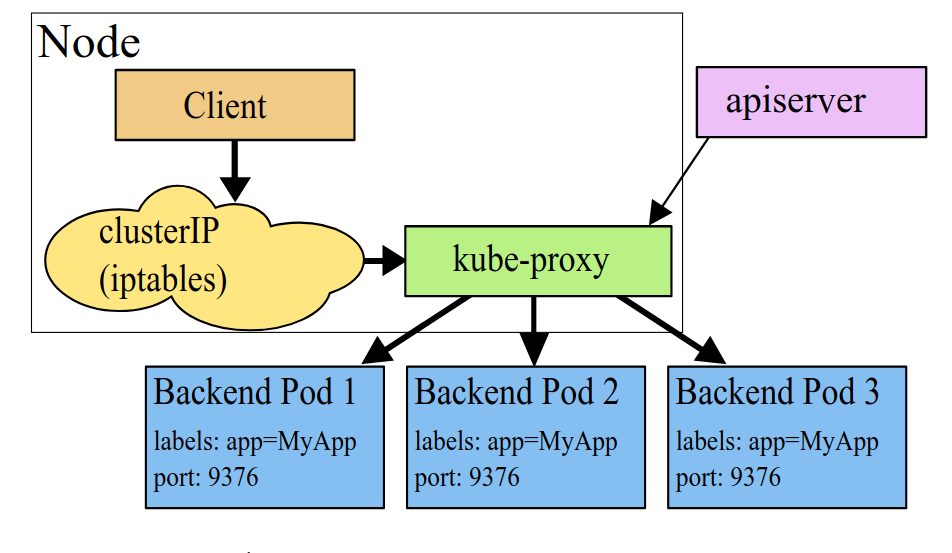 Node
Client
apiserver
clusterIP
(iptables)
kube-proxy
Backend Pod 1
labels: app=MyApp
port: 9376
Backend Pod 2
labels: app=MyApp
port: 9376
Backend Pod 3
labels: app=MyApp
port: 9376